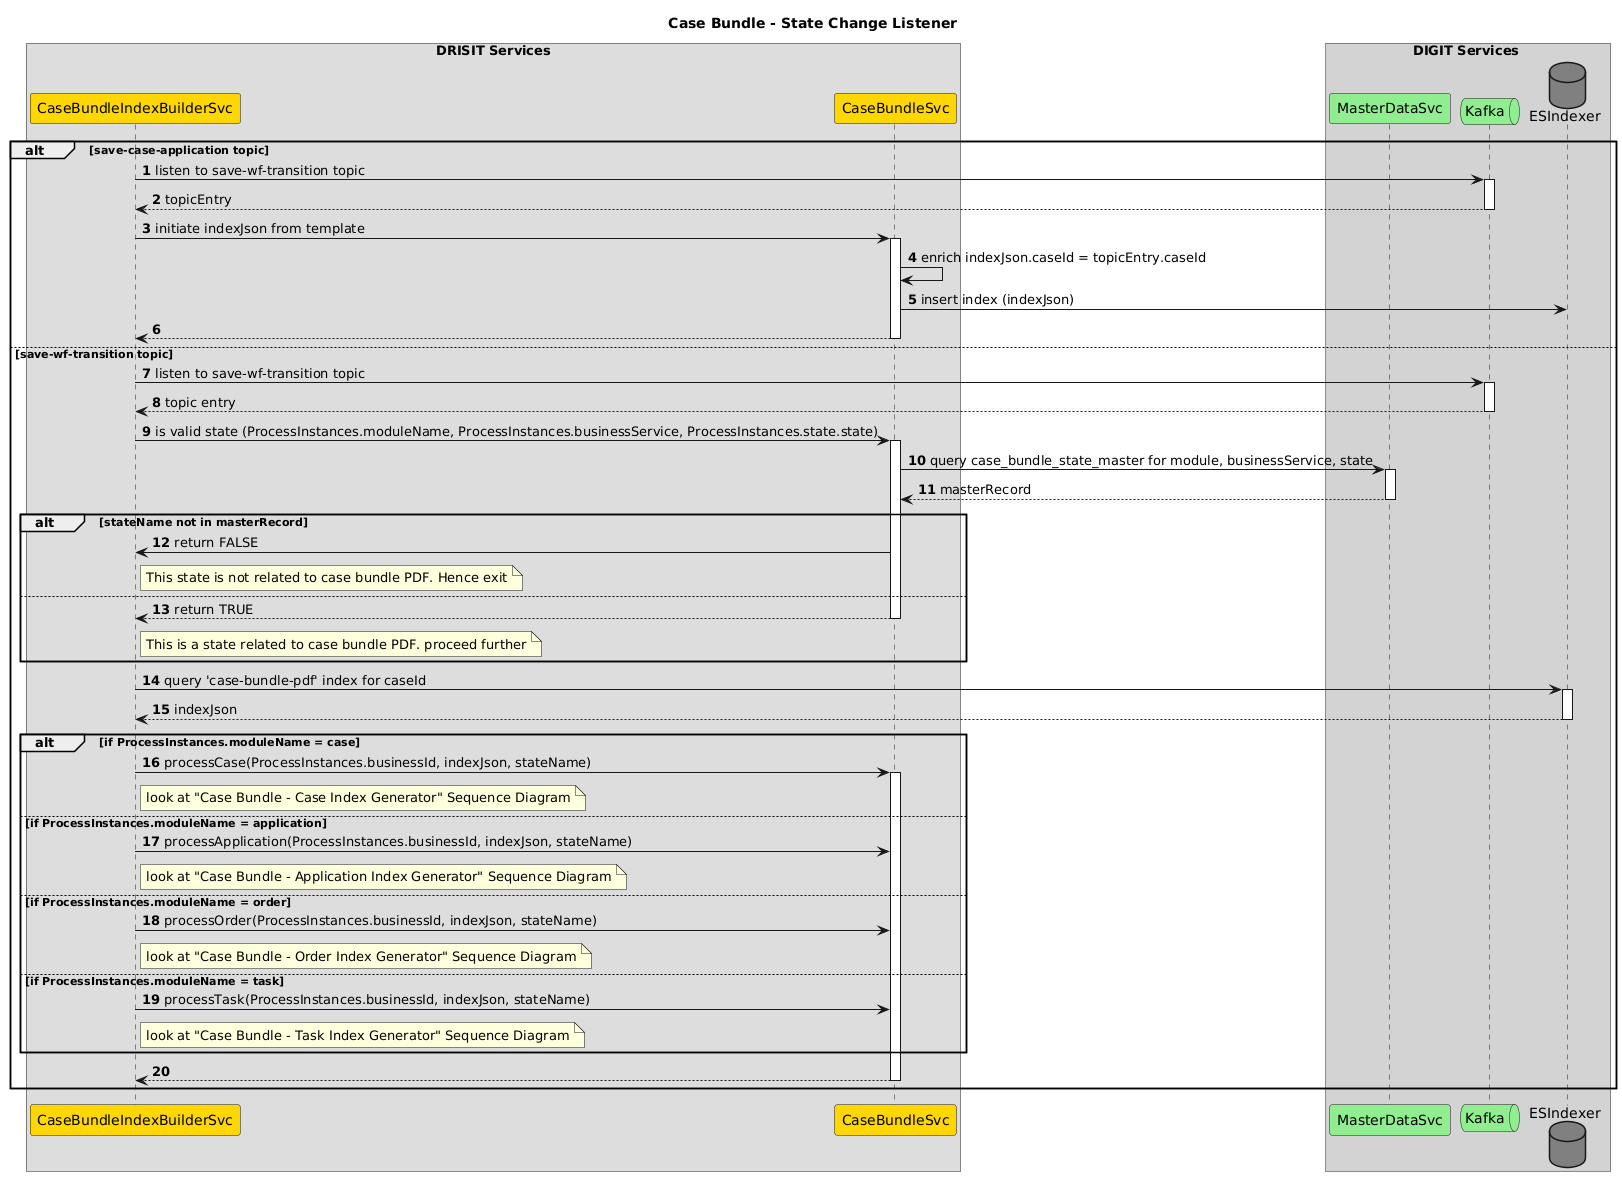 Case Bundle - State Change Listener
DRISIT Services
DIGIT Services
CaseBundleIndexBuilderSvc
CaseBundleSvc
MasterDataSvc
Kafka
ESIndexer
alt [save-case-application topic]
1 listen to save-wf-transition topic
2 topicEntry
3 initiate indexJson from template
4 enrich indexJson.caseId = topicEntry.caseId
5 insert index (indexJson)
6
[save-wf-transition topic]
7 listen to save-wf-transition topic
8 topic entry
9 is valid state (ProcessInstances.moduleName, ProcessInstances.businessService, ProcessInstances.state.state)
10 query case_bundle_state_master for module, businessService, state
11 masterRecord
alt [stateName not in masterRecord]
12 return FALSE
This state is not related to case bundle PDF. Hence exit
13 return TRUE
This is a state related to case bundle PDF. proceed further
14 query 'case-bundle-pdf' index for caseId
15 indexJson
alt [if ProcessInstances.moduleName = case]
16 processCase(ProcessInstances.businessId, indexJson, stateName)
look at "Case Bundle - Case Index Generator" Sequence Diagram
[if ProcessInstances.moduleName = application]
17 processApplication(ProcessInstances.businessId, indexJson, stateName)
look at "Case Bundle - Application Index Generator" Sequence Diagram
[if ProcessInstances.moduleName = order]
18 processOrder(ProcessInstances.businessId, indexJson, stateName)
look at "Case Bundle - Order Index Generator" Sequence Diagram
[if ProcessInstances.moduleName = task]
19 processTask(ProcessInstances.businessId, indexJson, stateName)
look at "Case Bundle - Task Index Generator" Sequence Diagram
20
CaseBundleIndexBuilderSvc
CaseBundleSvc
MasterDataSvc
Kafka
ESIndexer